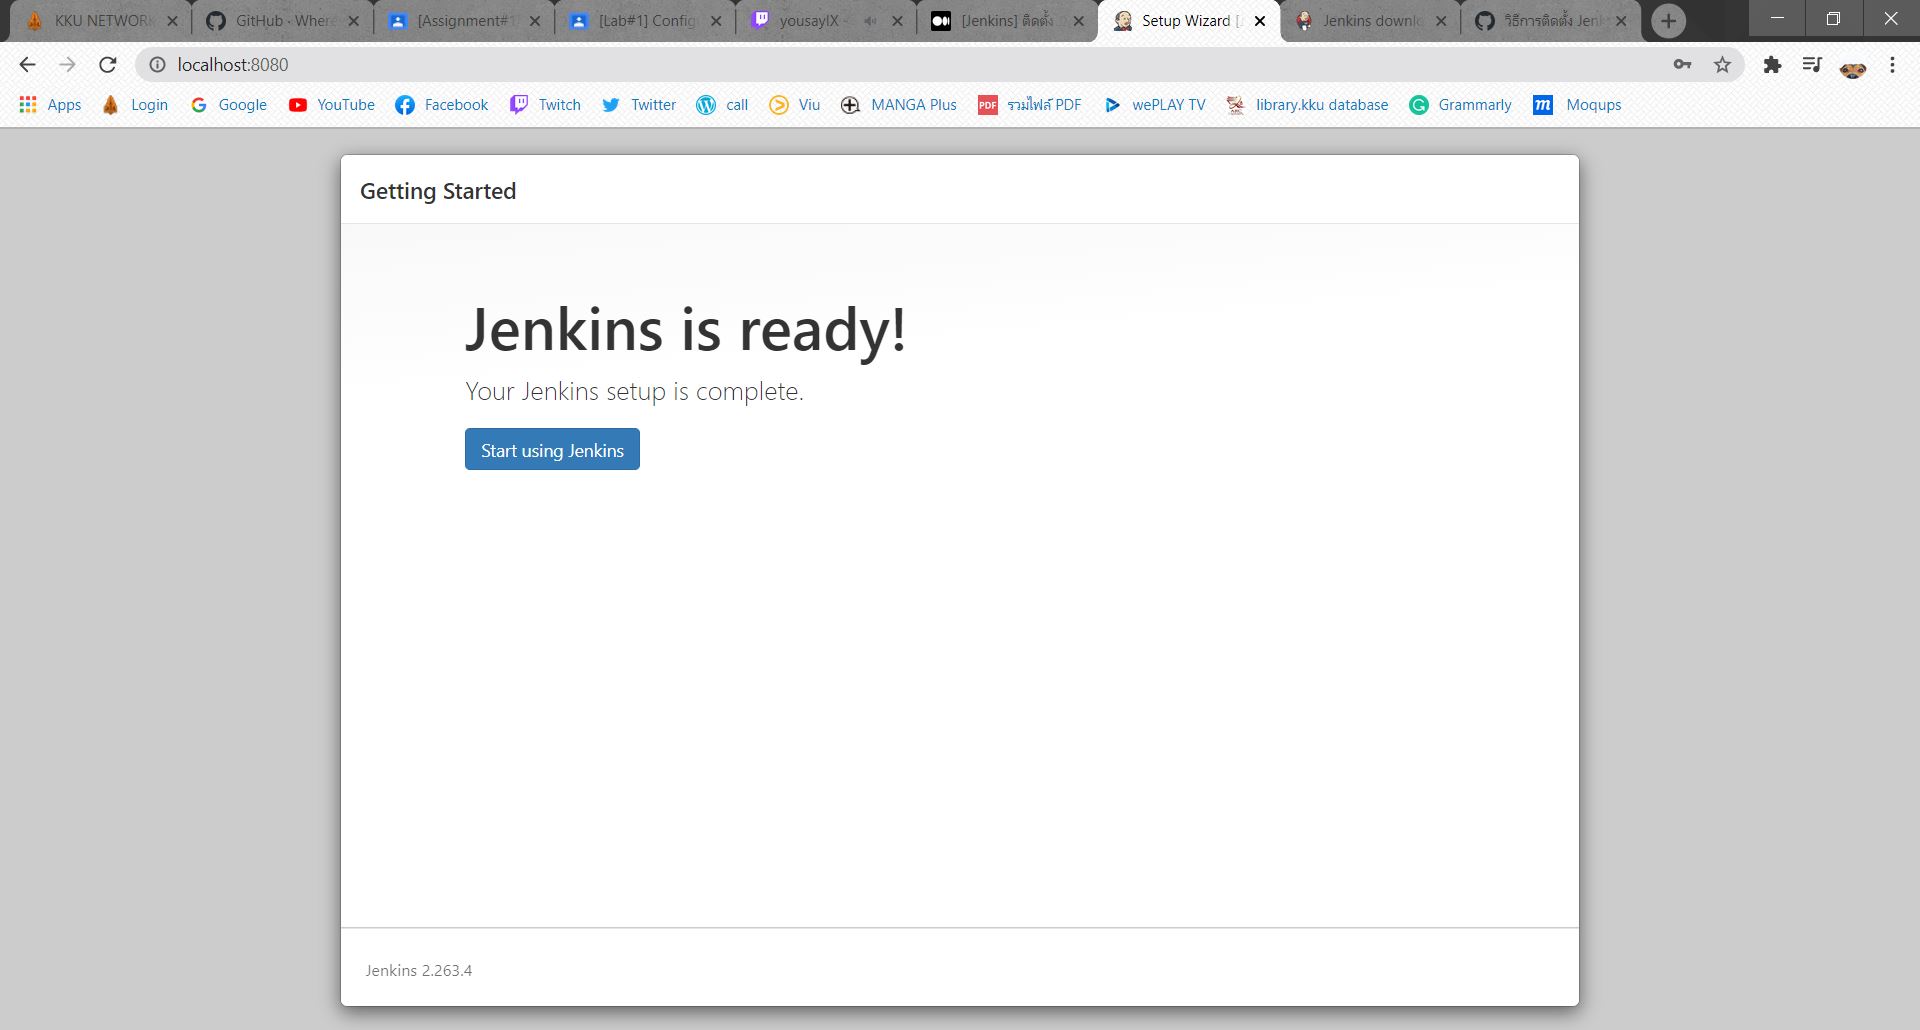 KKU NETWORK
GitHub · Where
[Assignment#1
[Lab#1] Config
yousayIX -
[Jenkins] ติดตั้ง
Setup Wizard [
Jenkins downlo
วิธีการติดตั้ง Jenk
localhost:8080
Apps
Login
Google
YouTube
Facebook
Twitch
Twitter
call
Viu
MANGA Plus
PDF
รวมไฟล์ PDF
wePLAY TV
library.kku database
Grammarly
m
Moqups
Getting Started
Jenkins is ready!
Your Jenkins setup is complete.
Start using Jenkins
Jenkins 2.263.4